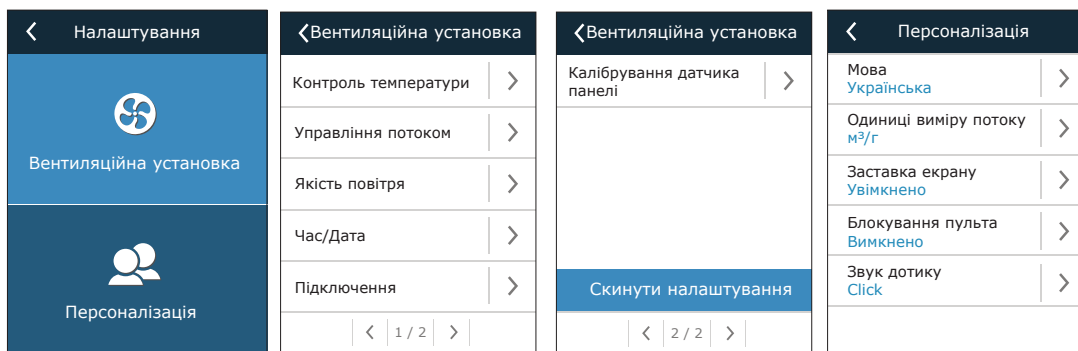 Налаштування
Вентиляційна установка
Персоналізація
Вентиляційна установка
Контроль температури
Управління потоком
Якість повітря
Час/Дата
Підключення
1 / 2
Вентиляційна установка
Калібрування датчика
панелі
Скинути налаштування
2 / 2
Персоналізація
Мова
Українська
Одиниці виміру потоку
м³/г
Заставка екрану
Увімкнено
Блокування пульта
Вимкнено
Звук дотику
Click